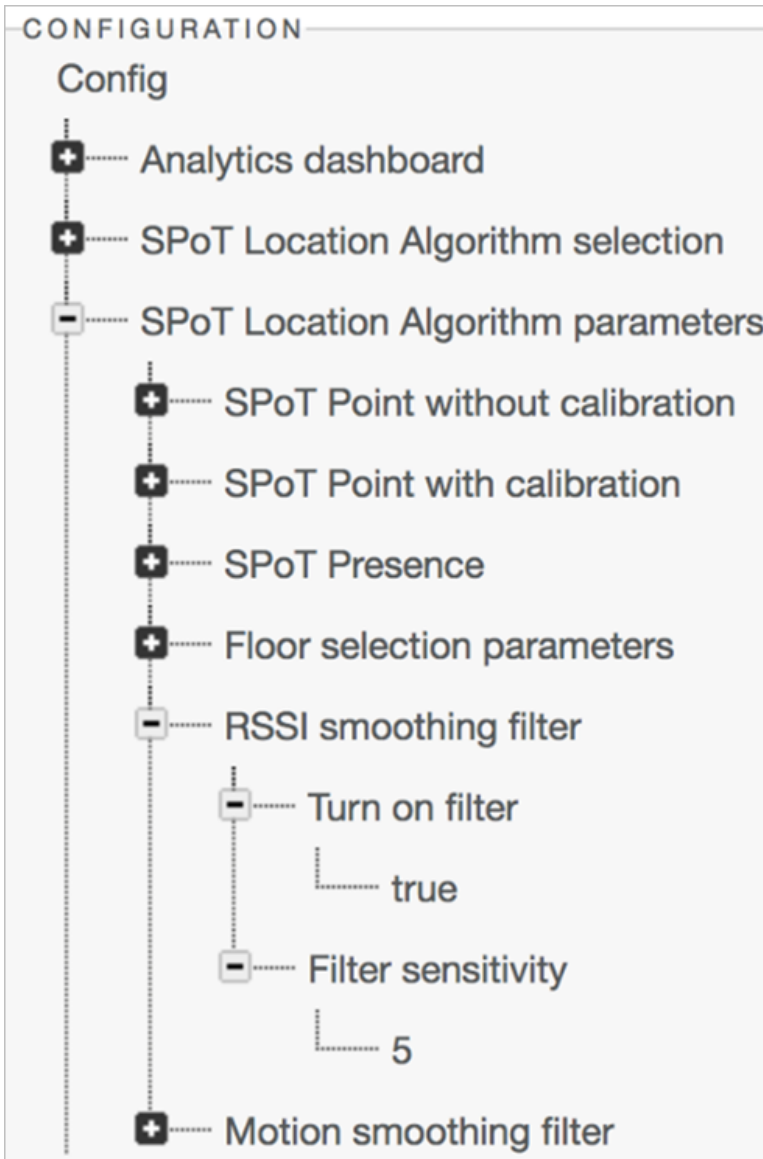 CONFIGURATION
Config
Analytics dashboard
SPoT Location Algorithm selection
SPoT Location Algorithm parameters
SPoT Point without calibration
SPoT Point with calibration
SPoT Presence
Floor selection parameters
RSSI smoothing filter
Turn on filter
true
Filter sensitivity
5
Motion smoothing filter